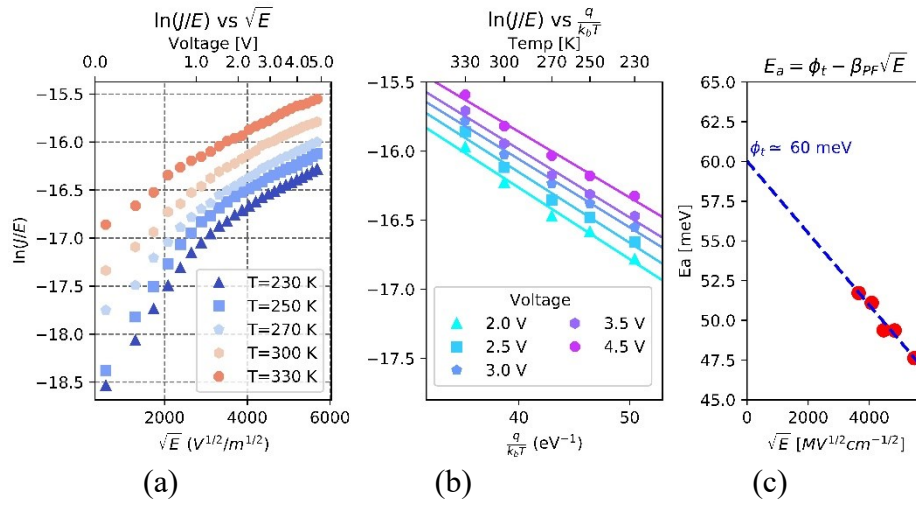 ln(J/E) vs √E
Voltage [V]
0.0 1.0 2.0 3.0 4.0 5.0
−15.5
−16.0
−16.5
−17.0
−17.5
−18.0
−18.5
ln(J/E)
T=230 K
T=250 K
T=270 K
T=300 K
T=330 K
0 2000 4000 6000
√E (V^{1/2}/m^{1/2})
(a)
ln(J/E) vs q/k_bT
Temp [K]
330 300 270 250 230
−15.5
−16.0
−16.5
−17.0
−17.5
Voltage
2.0 V
2.5 V
3.0 V
3.5 V
4.5 V
40 45 50
q/k_bT (eV⁻¹)
(b)
E_a = ϕ_t − β_{PF}√E
65.0
62.5
60.0
57.5
55.0
52.5
50.0
47.5
45.0
Ea [meV]
ϕ_t ≃ 60 meV
0 2000 4000
√E [MV^{1/2}cm^{−1/2}]
(c)